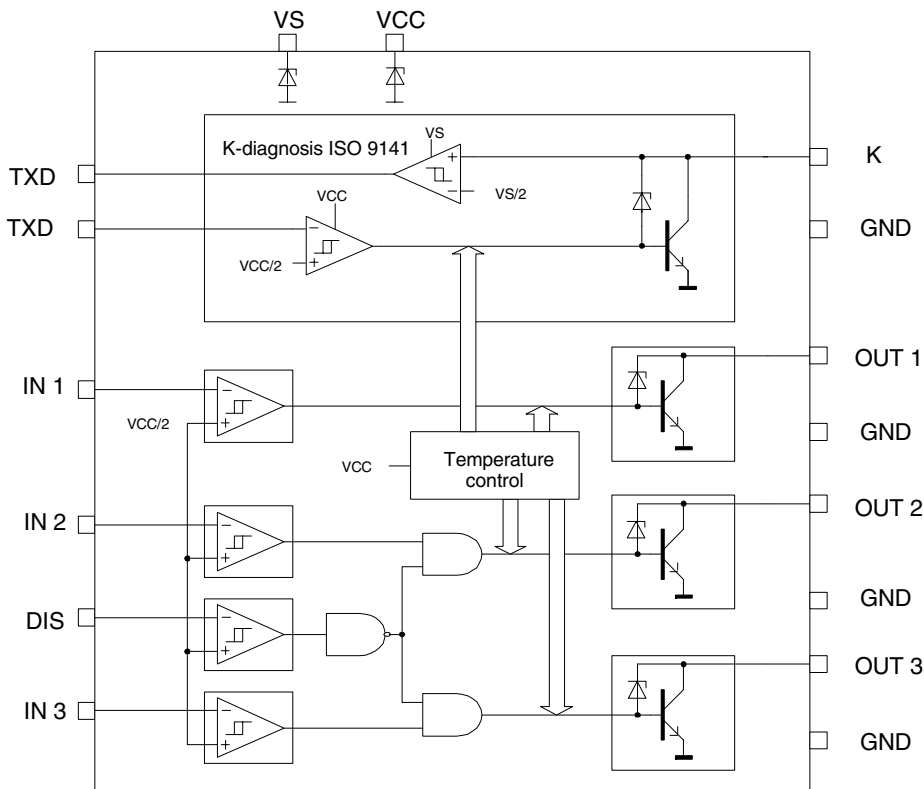 VS
VCC
K-diagnosis ISO 9141
VS
+
−
VS/2
K
TXD
TXD
VCC
−
+
VCC/2
GND
OUT 1
IN 1
−
+
VCC/2
GND
VCC
Temperature
control
OUT 2
IN 2
−
+
GND
DIS
−
+
OUT 3
IN 3
−
+
GND